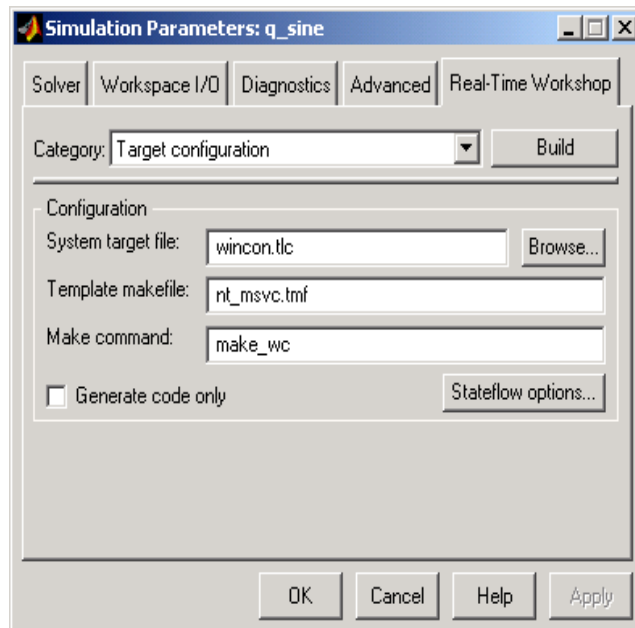 Simulation Parameters: q_sine
Solver Workspace I/O Diagnostics Advanced Real-Time Workshop
Category: Target configuration Build
Configuration
System target file: wincon.tlc Browse...
Template makefile: nt_msvc.tmf
Make command: make_wc
Generate code only Stateflow options...
OK Cancel Help Apply